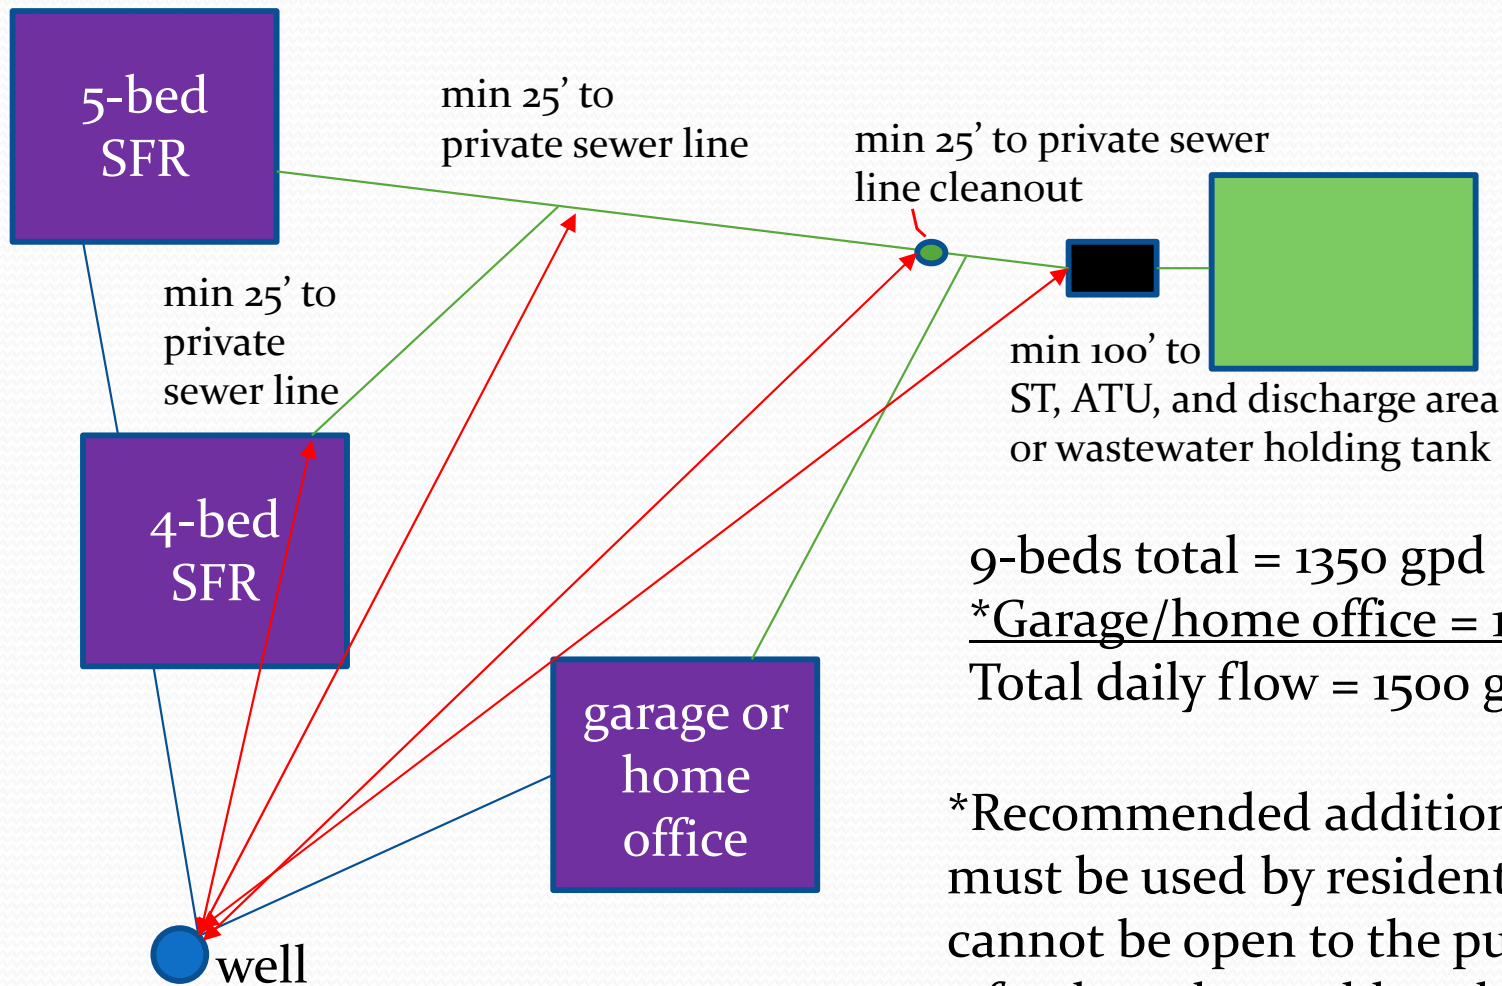 5-bed
SFR
min 25’ to
private sewer line
min 25’ to private sewer
line cleanout
min 25’ to
private
sewer line
min 100’ to
ST, ATU, and discharge area
or wastewater holding tank
4-bed
SFR
9-beds total = 1350 gpd
*Garage/home office =
Total daily flow = 1500
garage or
home
office
*Recommended
must be used by
cannot be open to the
well